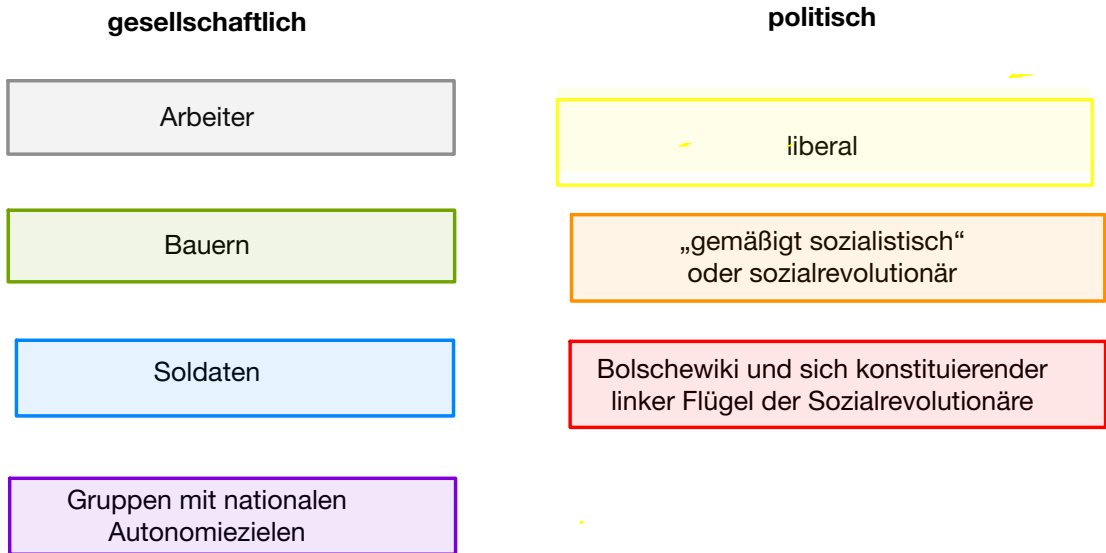 gesellschaftlich
Arbeiter
Bauern
Soldaten
Gruppen mit nationalen
Autonomiezielen
politisch
liberal
„gemäßigt sozialistisch“
oder sozialrevolutionär
Bolschewiki und sich konstituierender
linker Flügel der Sozialrevolutionäre